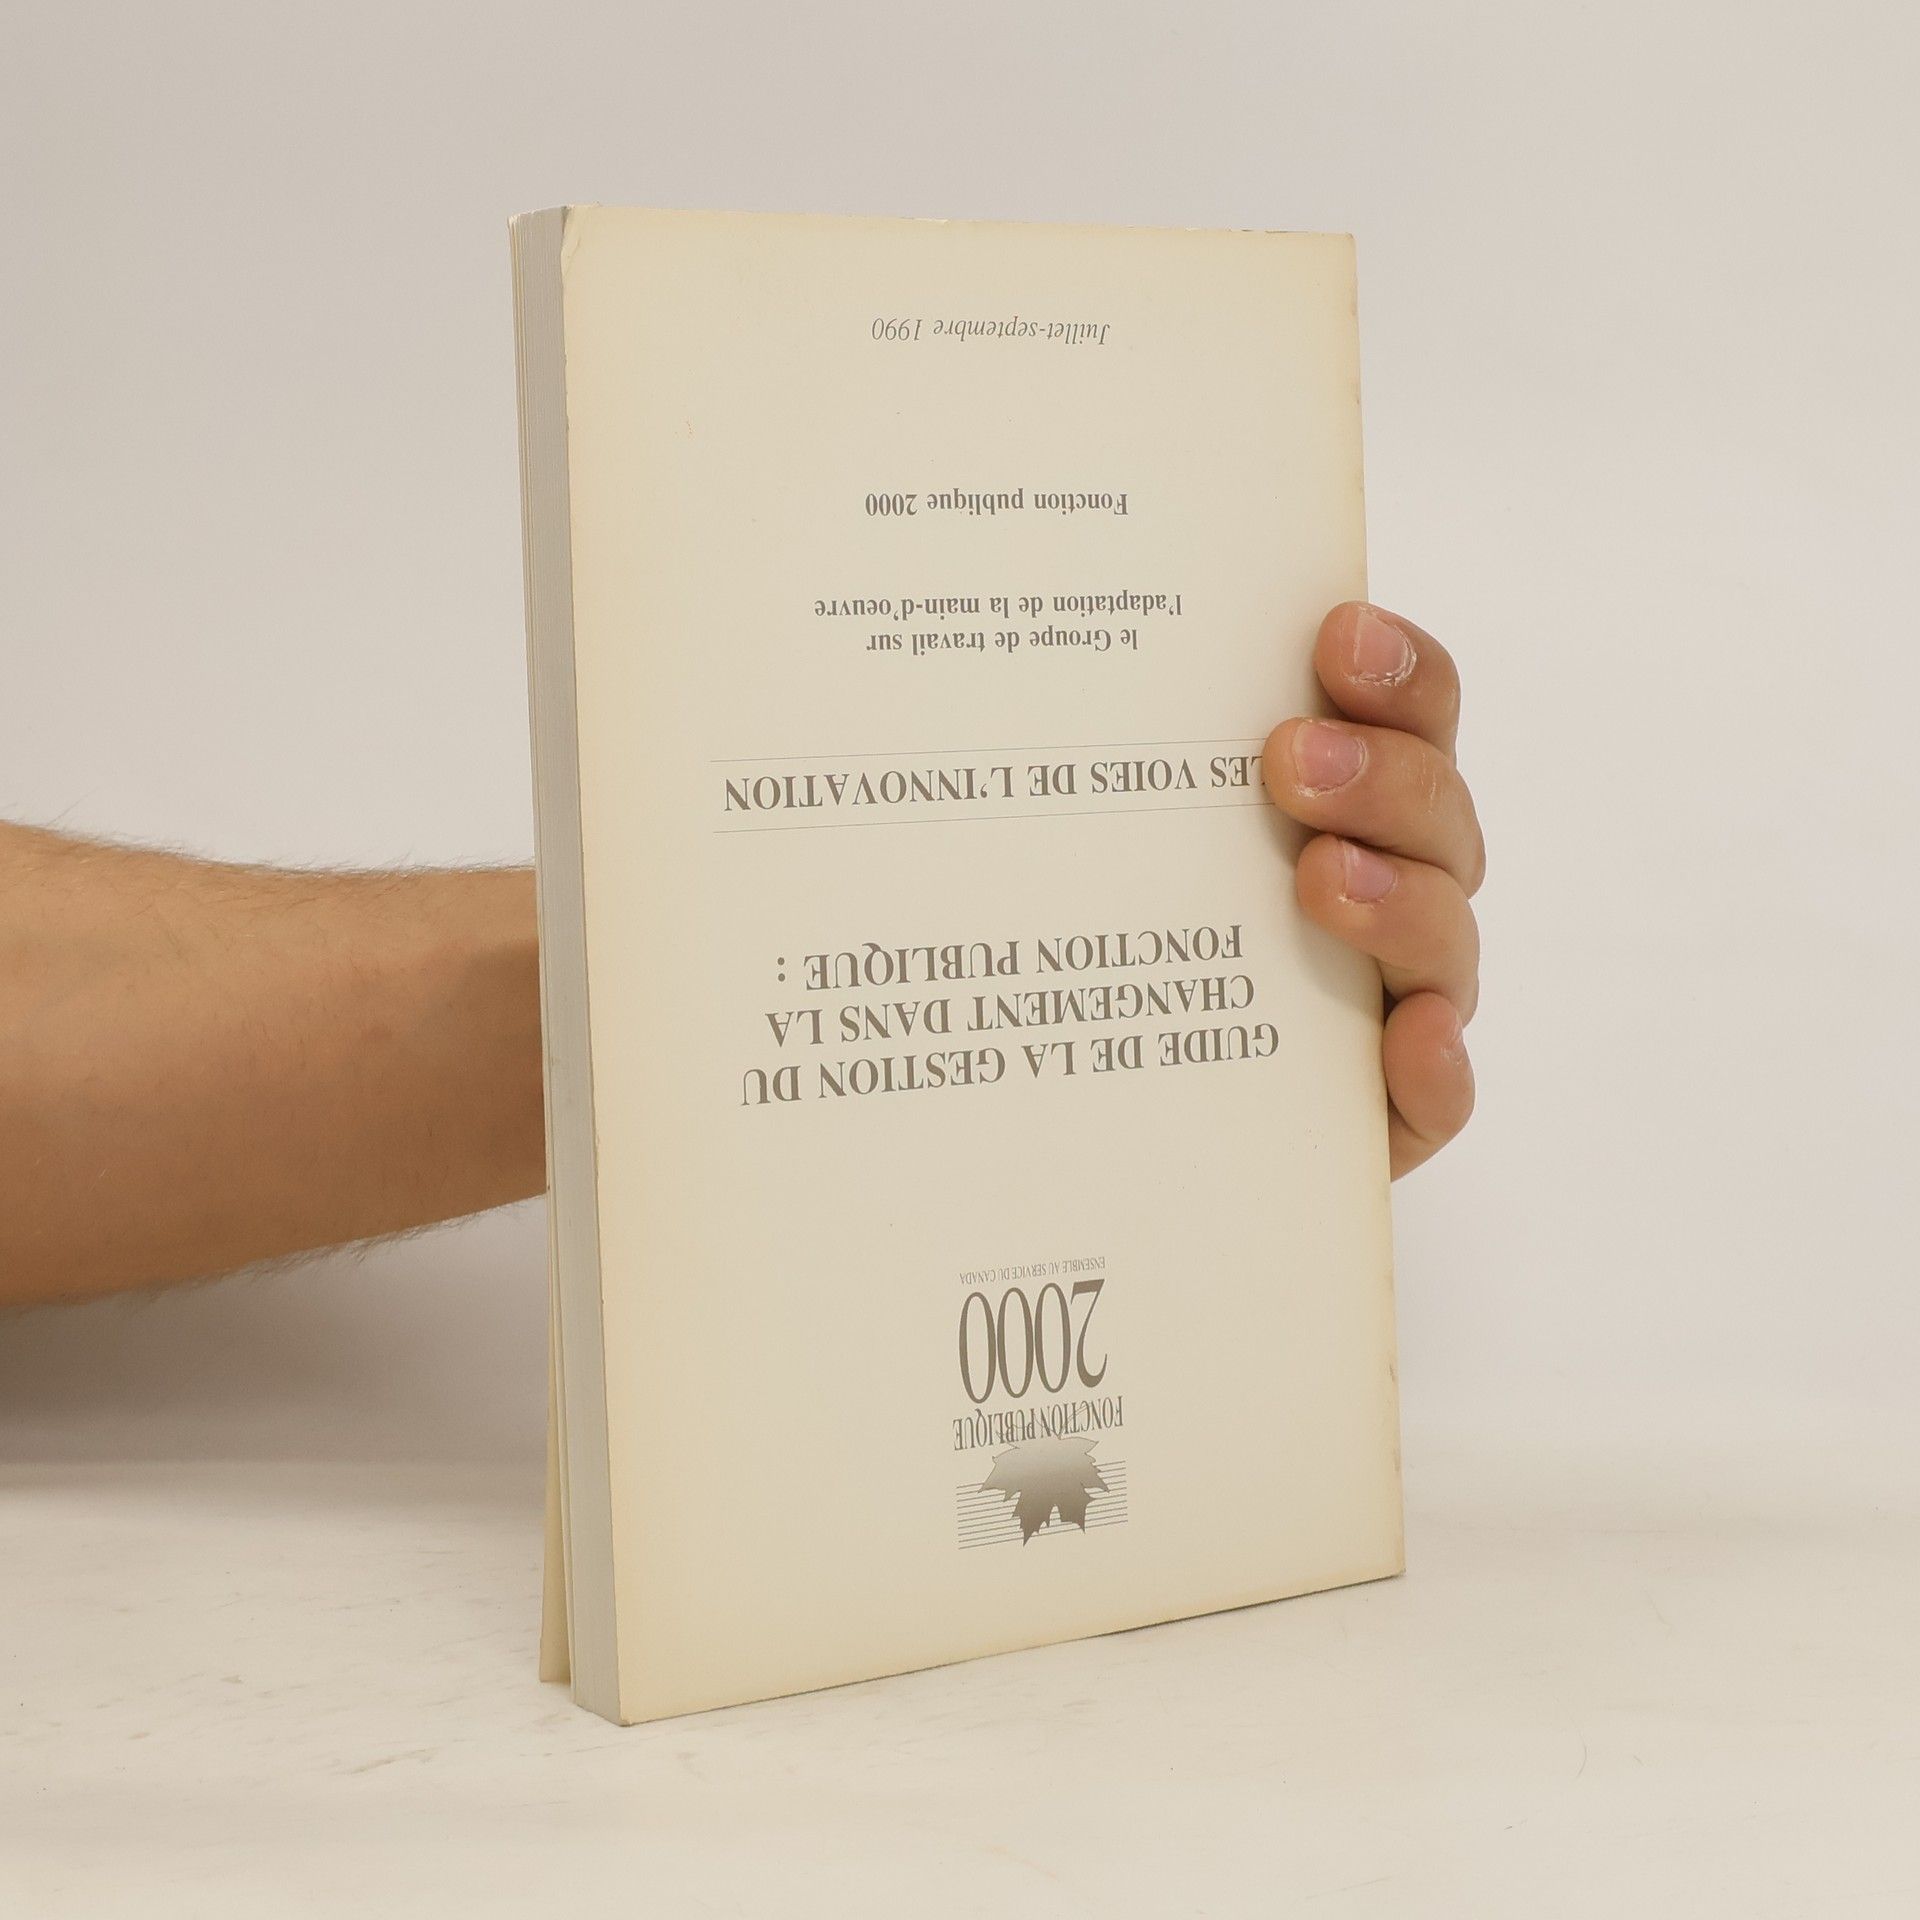 FONCTION PUBLIQUE
2000
ENSEMBLE AU SERVICE DU CANADA
GUIDE DE LA GESTION DU
CHANGEMENT DANS LA
FONCTION PUBLIQUE :
LES VOIES DE L'INNOVATION
le Groupe de travail sur
l'adaptation de la main-d'oeuvre
Fonction publique 2000
Juillet-septembre 1990